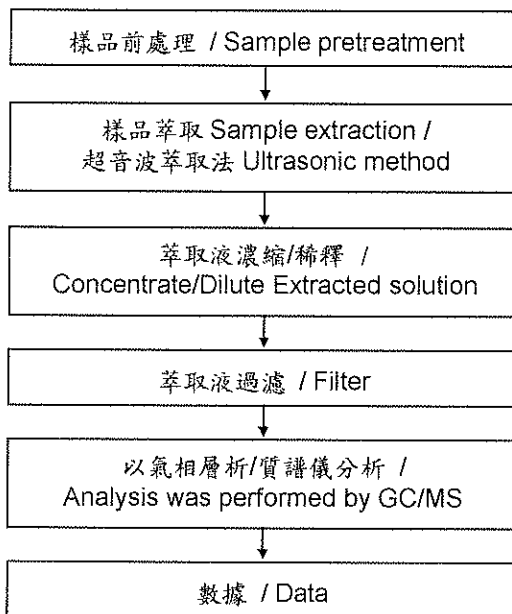 樣品前處理 / Sample pretreatment
樣品萃取 Sample extraction /
超音波萃取法 Ultrasonic method
萃取液濃縮/稀釋 /
Concentrate/Dilute Extracted solution
萃取液過濾 / Filter
以氣相層析/質譜儀分析 /
Analysis was performed by GC/MS
數據 / Data